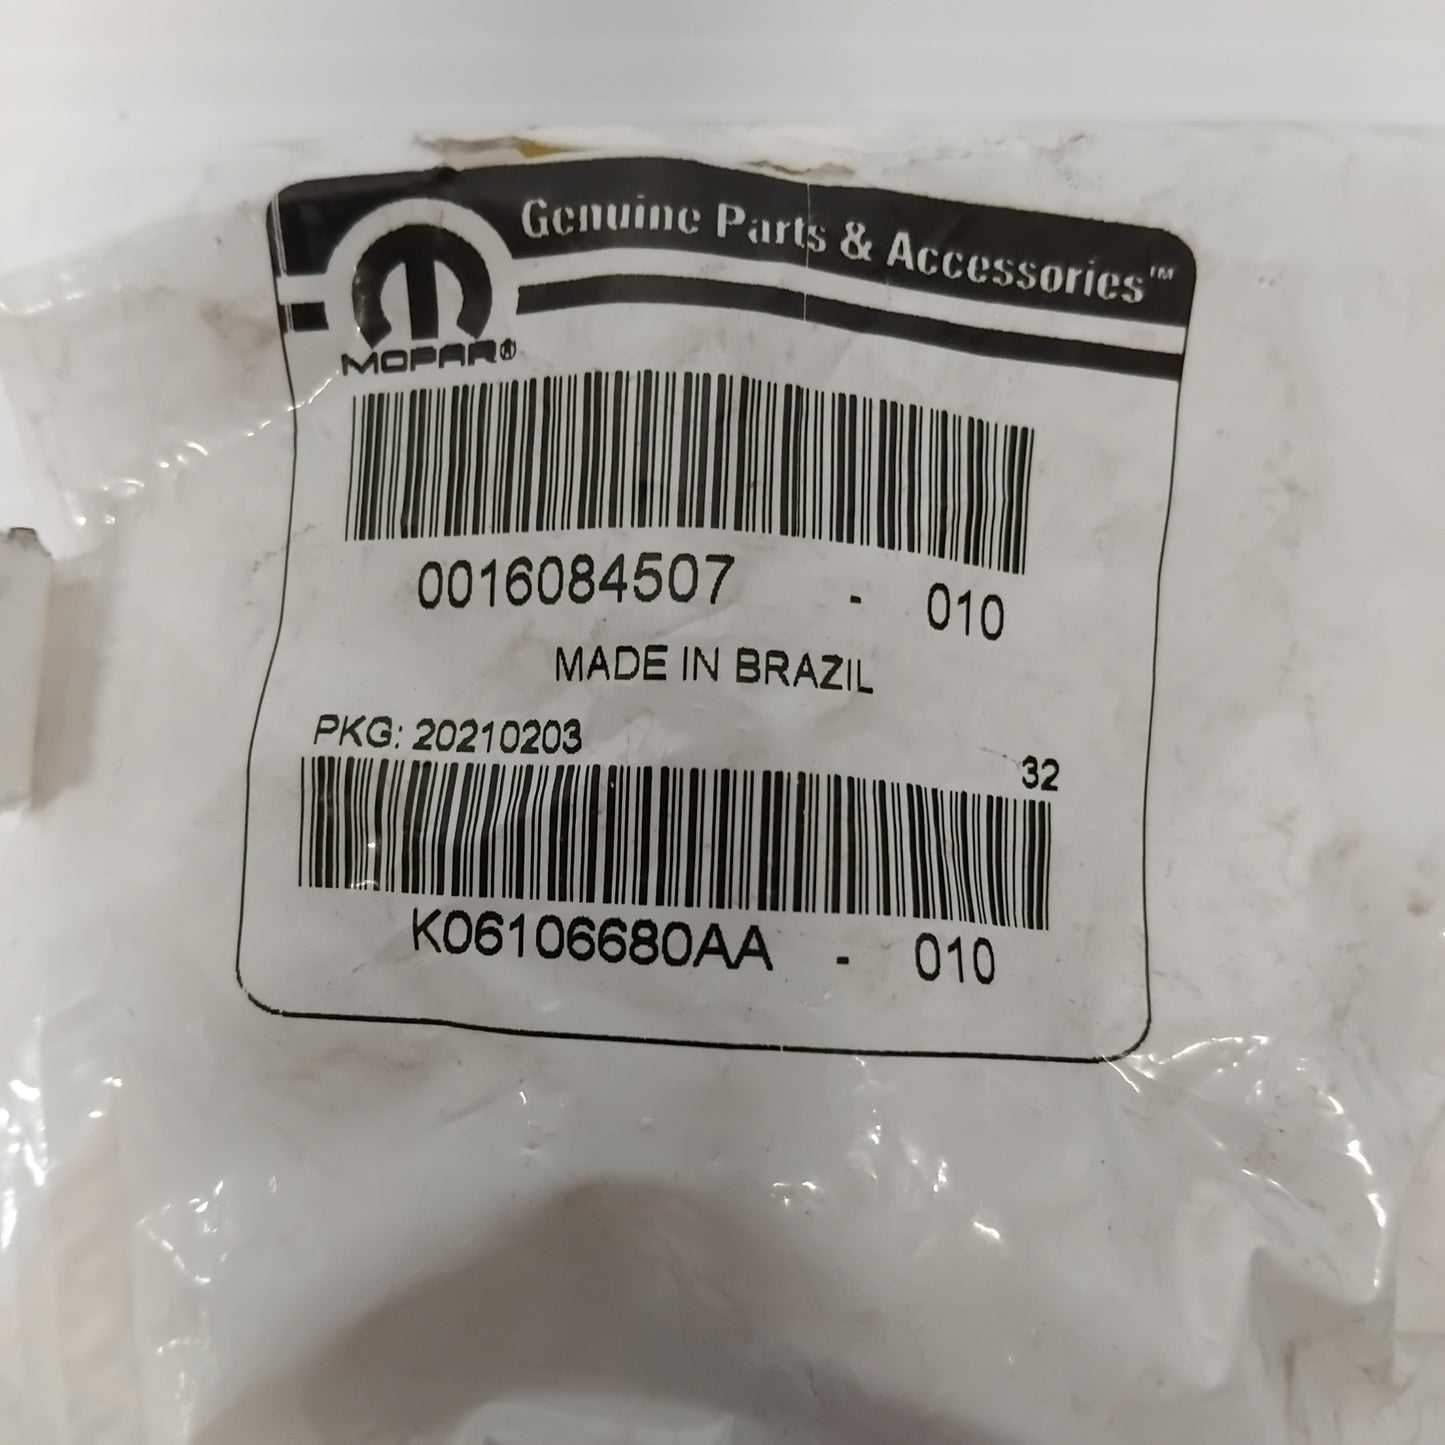 Genuine Parts & Accessories™
MOPAR®
0016084507 - 010
MADE IN BRAZIL
PKG: 20210203
32
K06106680AA - 010